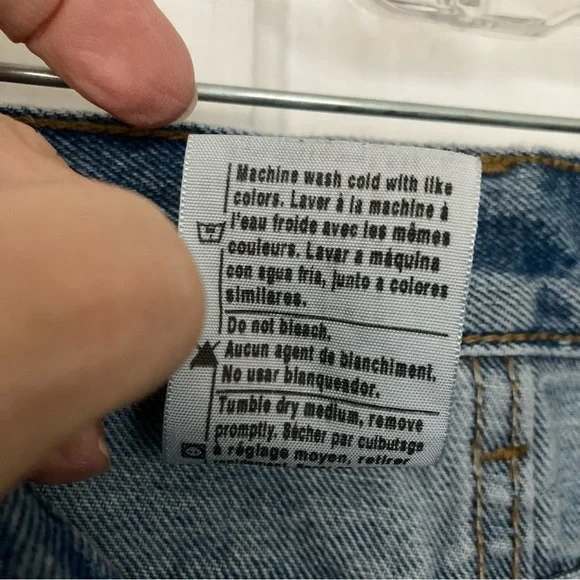 Machine wash cold with like
colors. Laver à la machine à
l'eau froide avec les mêmes
couleurs. Lavar a máquina
con agua fria, junto a colores
similares.
Do not bleach.
Aucun agent de blanchiment.
No usar blanqueador.
Tumble dry medium, remove
promptly. Sécher par culbutage
à réglage moyen, retirer